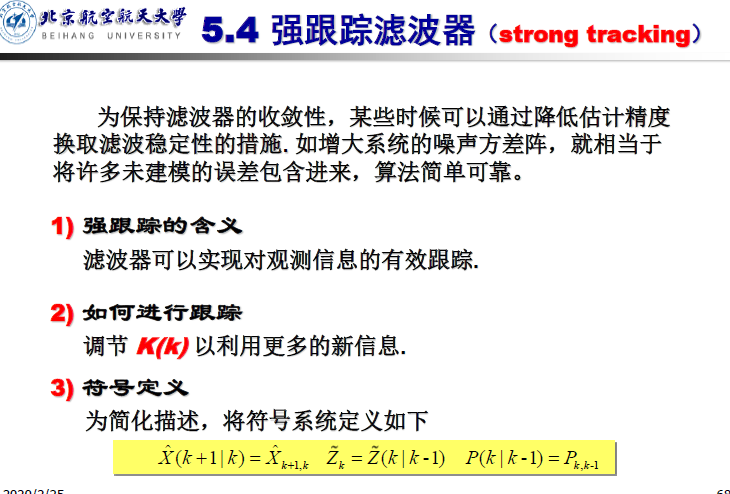 北京航空航天大学
BEIHANG UNIVERSITY
5.4 强跟踪滤波器（strong tracking）
为保持滤波器的收敛性，某些时候可以通过降低估计精度
换取滤波稳定性的措施. 如增大系统的噪声方差阵，就相当于
将许多未建模的误差包含进来，算法简单可靠。
1) 强跟踪的含义
滤波器可以实现对观测信息的有效跟踪.
2) 如何进行跟踪
调节 K(k) 以利用更多的新信息.
3) 符号定义
为简化描述，将符号系统定义如下
X̂(k+1|k) = X̂_{k+1,k} Z̃_k = Z̃(k|k-1) P(k|k-1) = P_{k,k-1}
2020/2/25
68